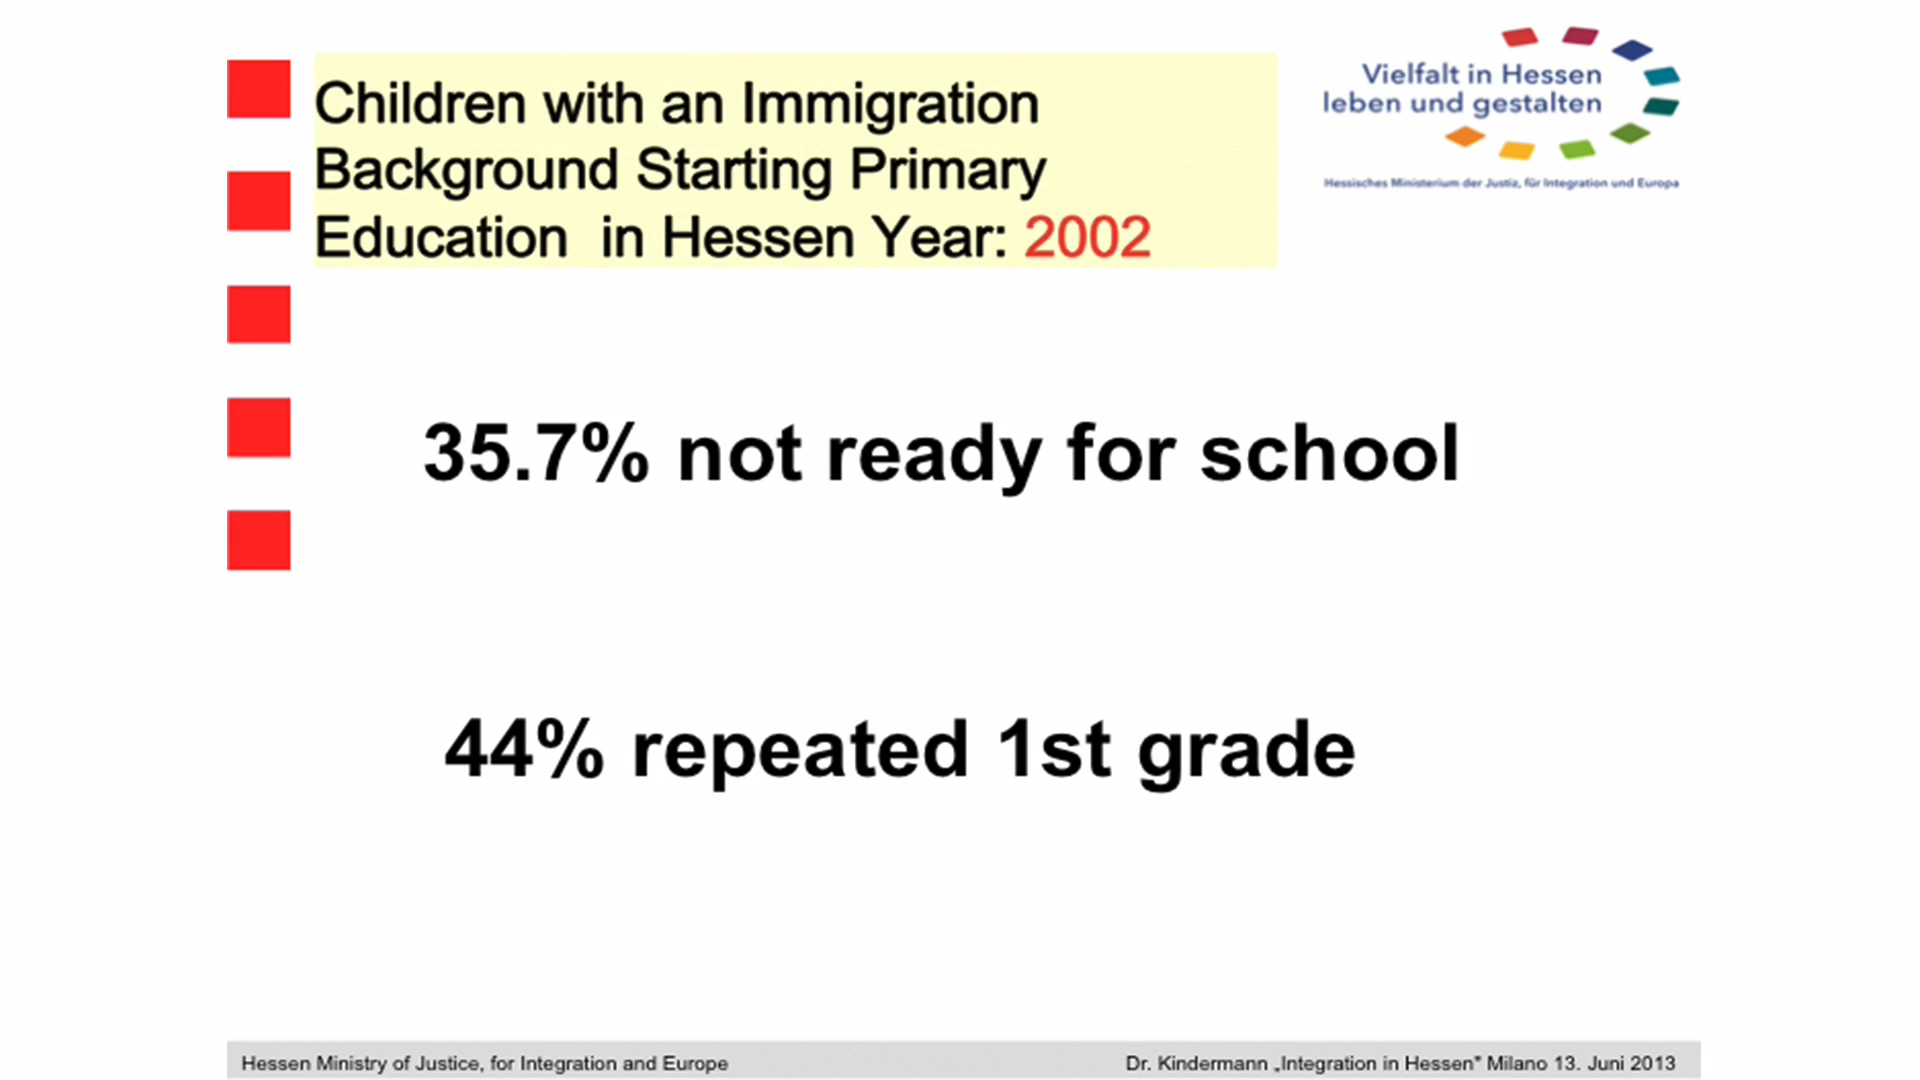 Children with an Immigration
Background Starting Primary
Education in Hessen Year: 2002
Vielfalt in Hessen
leben und gestalten
Hessisches Ministerium der Justiz, für Integration und Europa
35.7% not ready for school
44% repeated 1st grade
Hessen Ministry of Justice, for Integration and Europe
Dr. Kindermann „Integration in Hessen" Milano 13. Juni 2013